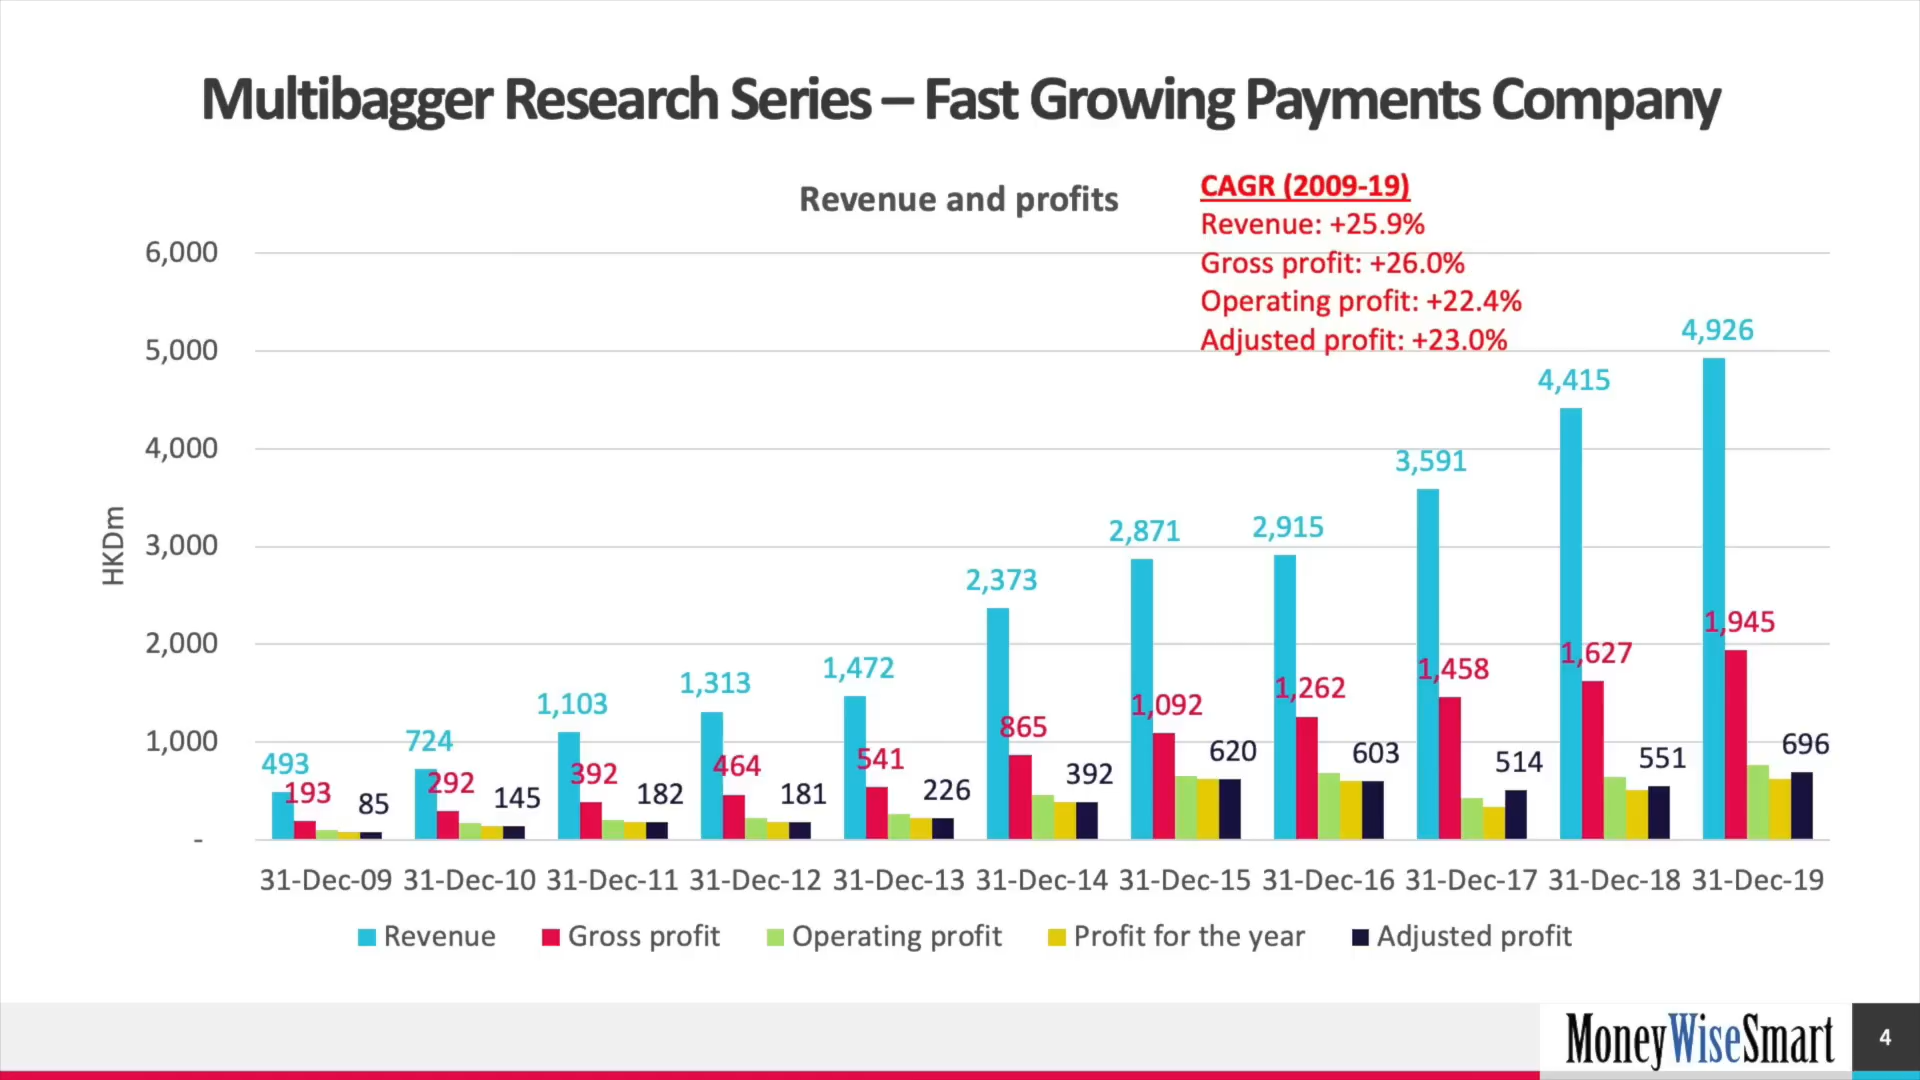 Multibagger Research Series – Fast Growing Payments Company
Revenue and profits
CAGR (2009-19)
Revenue: +25.9%
Gross profit: +26.0%
Operating profit: +22.4%
Adjusted profit: +23.0%
HKDm
6,000
5,000
4,000
3,000
2,000
1,000
-
493 193 85
724 292 145
1,103 392 182
1,313 464 181
1,472 541 226
2,373 865 392
2,871 1,092 620
2,915 1,262 603
3,591 1,458 514
4,415 1,627 551
4,926 1,945 696
31-Dec-09 31-Dec-10 31-Dec-11 31-Dec-12 31-Dec-13 31-Dec-14 31-Dec-15 31-Dec-16 31-Dec-17 31-Dec-18 31-Dec-19
Revenue Gross profit Operating profit Profit for the year Adjusted profit
MoneyWiseSmart
4